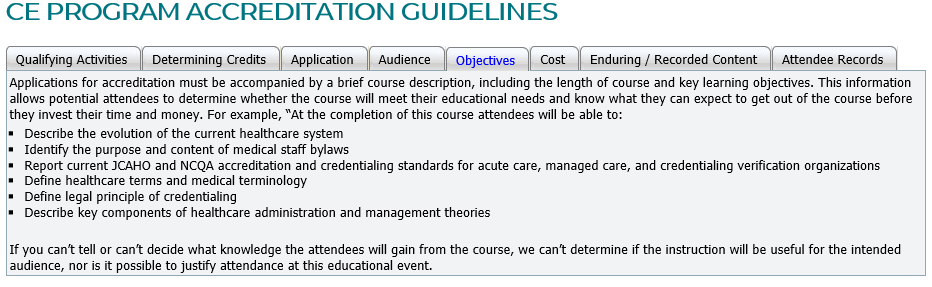 CE PROGRAM ACCREDITATION GUIDELINES
Qualifying Activities Determining Credits Application Audience Objectives Cost Enduring / Recorded Content Attendee Records
Applications for accreditation must be accompanied by a brief course description, including the length of course and key learning objectives. This information
allows potential attendees to determine whether the course will meet their educational needs and know what they can expect to get out of the course before
they invest their time and money. For example, “At the completion of this course attendees will be able to:
▪ Describe the evolution of the current healthcare system
▪ Identify the purpose and content of medical staff bylaws
▪ Report current JCAHO and NCQA accreditation and credentialing standards for acute care, managed care, and credentialing verification organizations
▪ Define healthcare terms and medical terminology
▪ Define legal principle of credentialing
▪ Describe key components of healthcare administration and management theories
If you can’t tell or can’t decide what knowledge the attendees will gain from the course, we can’t determine if the instruction will be useful for the intended
audience, nor is it possible to justify attendance at this educational event.